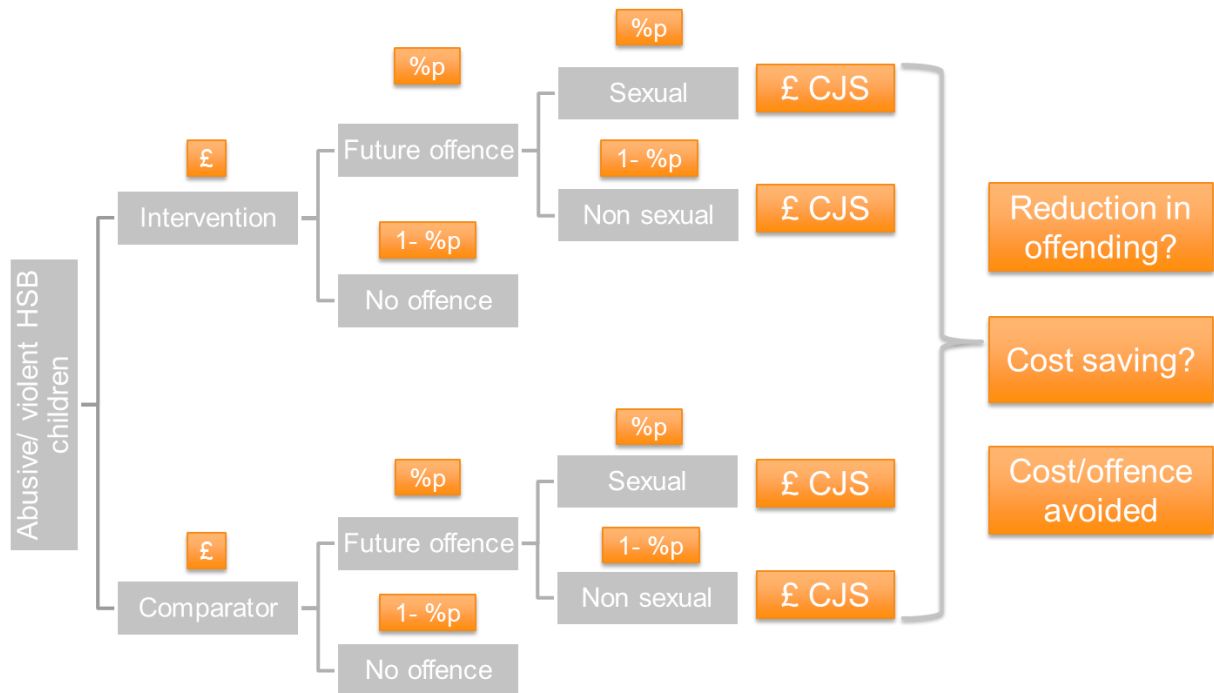 %p
%p
Sexual
£ CJS
Future offence
£
1- %p
Intervention
Non sexual
£ CJS
1- %p
No offence
Abusive/ violent HSB
children
Reduction in
offending?
Cost saving?
Cost/offence
avoided
%p
%p
Sexual
£ CJS
Future offence
£
1- %p
Comparator
Non sexual
£ CJS
1- %p
No offence